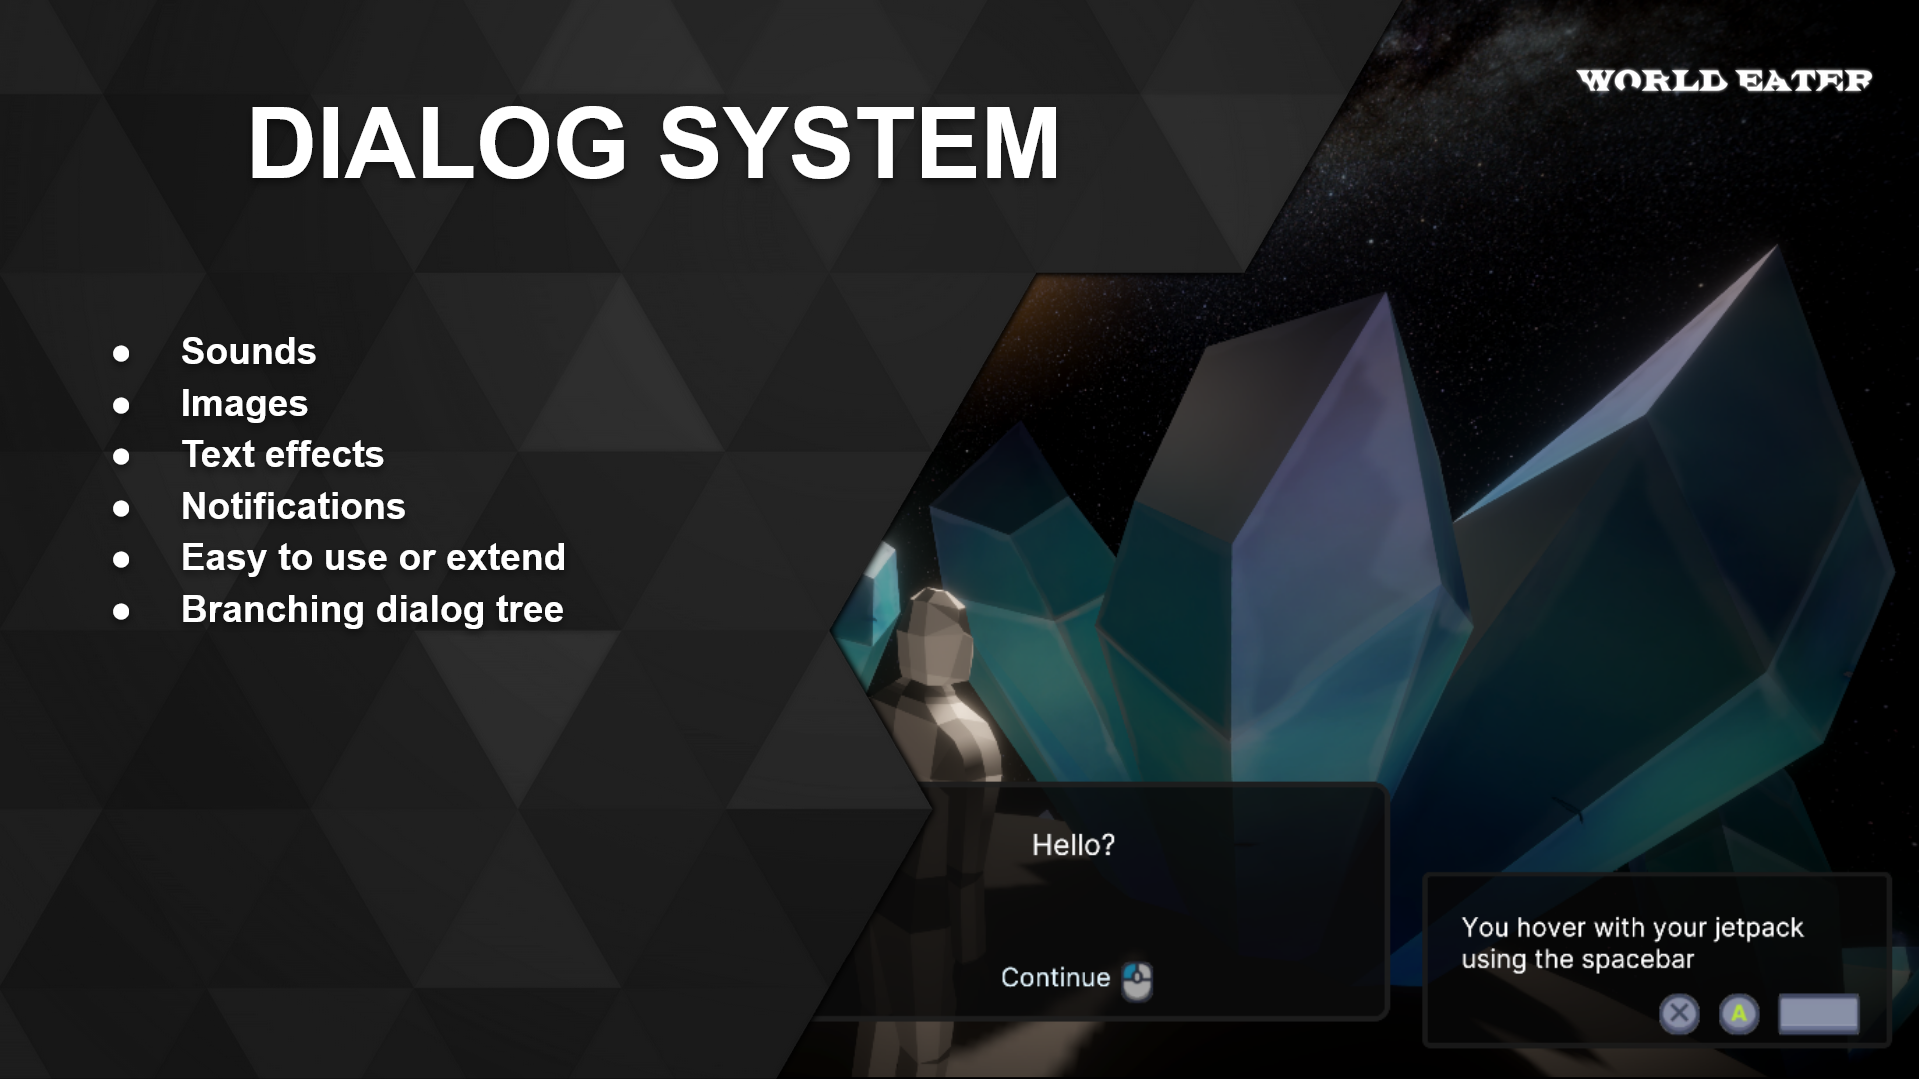 WORLD EATER
DIALOG SYSTEM
● Sounds
● Images
● Text effects
● Notifications
● Easy to use or extend
● Branching dialog tree
Hello?
Continue
You hover with your jetpack
using the spacebar
A